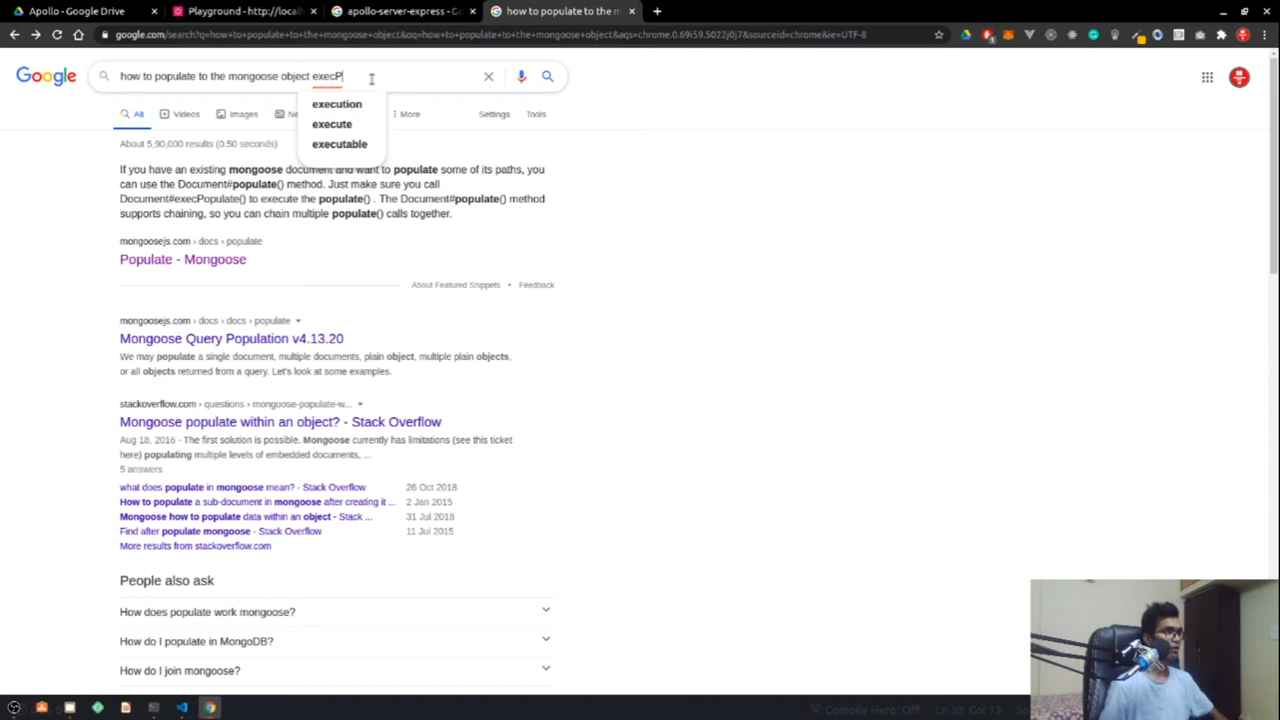 Apollo - Google Drive
Playground - http://local
apollo-server-express - Go
how to populate to the m
google.com/search?q=how+to+populate+to+the+mongoose+object&oq=how+to+populate+to+the+mongoose+object&aqs=chrome.0.69i59.5022j0j7&sourceid=chrome&ie=UTF-8
Google
how to populate to the mongoose object execP
execution
execute
executable
All
Videos
Images
Ne
More
Settings
Tools
About 5,90,000 results (0.50 seconds)
If you have an existing mongoose document and want to populate some of its paths, you
can use the Document#populate() method. Just make sure you call
Document#execPopulate() to execute the populate() . The Document#populate() method
supports chaining, so you can chain multiple populate() calls together.
mongoosejs.com › docs › populate
Populate - Mongoose
About Featured Snippets • Feedback
mongoosejs.com › docs › docs › populate
Mongoose Query Population v4.13.20
We may populate a single document, multiple documents, plain object, multiple plain objects,
or all objects returned from a query. Let's look at some examples.
stackoverflow.com › questions › mongoose-populate-w...
Mongoose populate within an object? - Stack Overflow
Aug 18, 2016 - The first solution is possible. Mongoose currently has limitations (see this ticket
here) populating multiple levels of embedded documents, ...
5 answers
what does populate in mongoose mean? - Stack Overflow 26 Oct 2018
How to populate a sub-document in mongoose after creating it ... 2 Jan 2015
Mongoose how to populate data within an object - Stack ... 31 Jul 2018
Find after populate mongoose - Stack Overflow 11 Jul 2015
More results from stackoverflow.com
People also ask
How does populate work mongoose?
How do I populate in MongoDB?
How do I join mongoose?
Compile Hero: Off Ln 30, Col 13